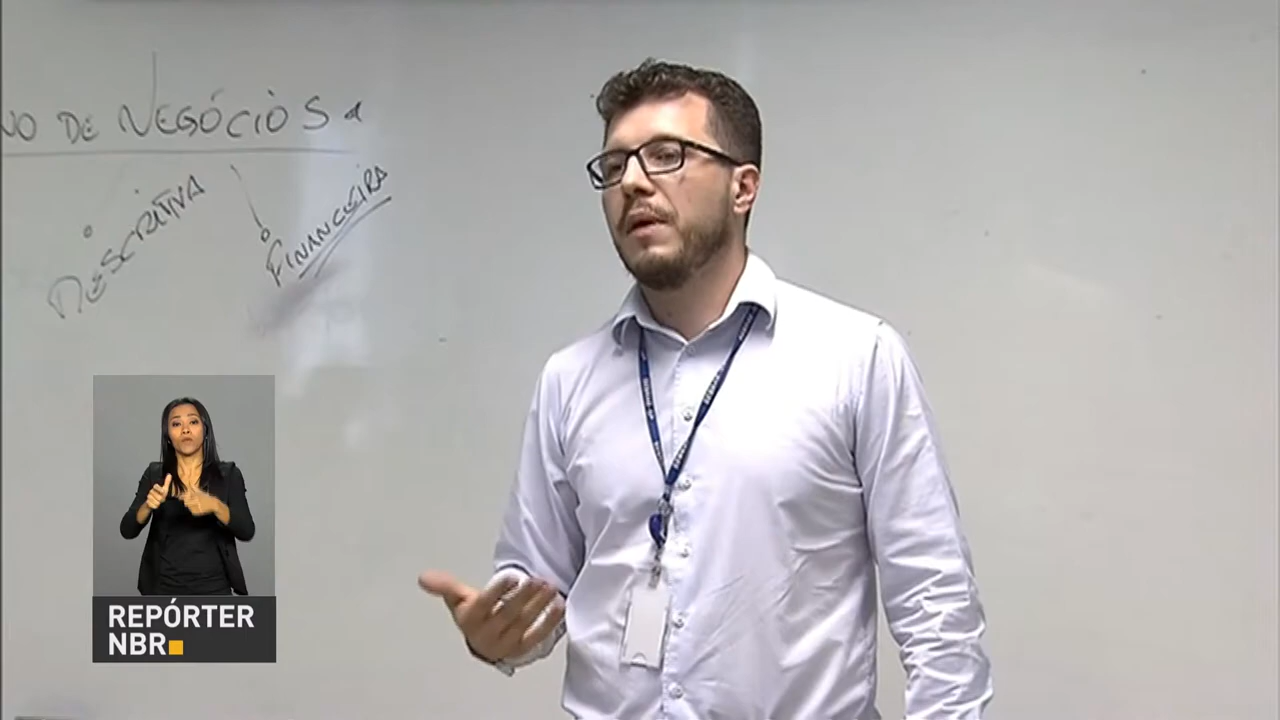 NO DE NEGÓCIOS
DESCRITIVA
FINANCEIRA
REPÓRTER
NBR